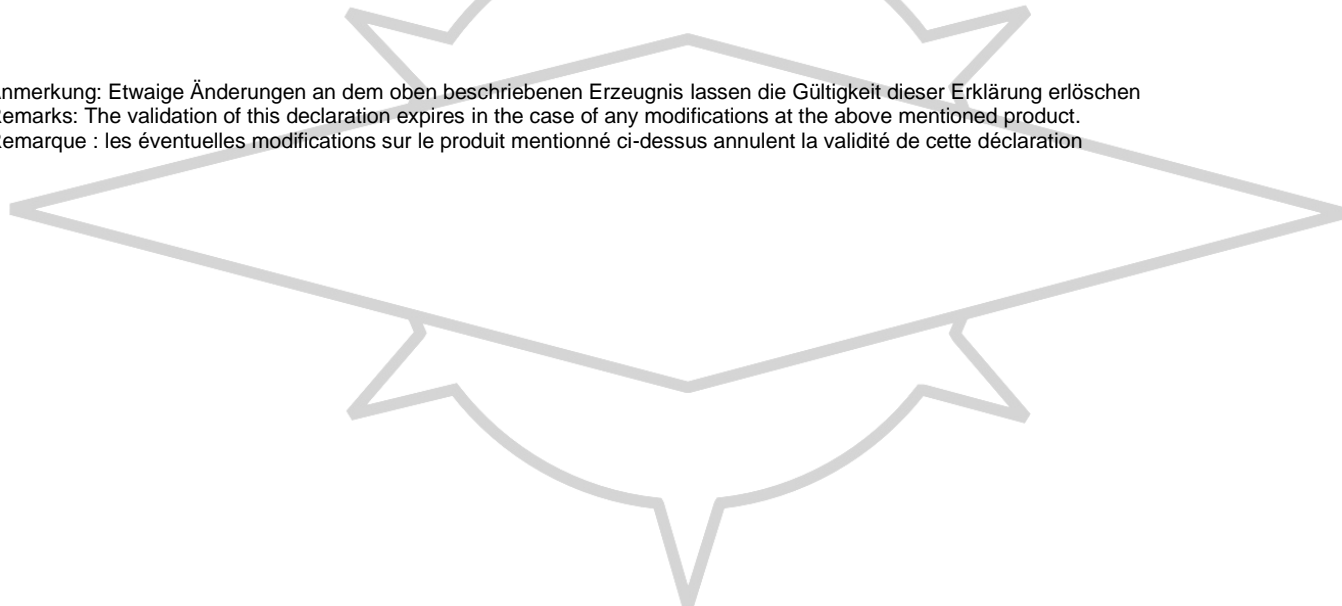 nmerkung: Etwaige Änderungen an dem oben beschriebenen Erzeugnis lassen die Gültigkeit dieser Erklärung erlöschen
emarks: The validation of this declaration expires in the case of any modifications at the above mentioned product.
emarque : les éventuelles modifications sur le produit mentionné ci-dessus annulent la validité de cette déclaration